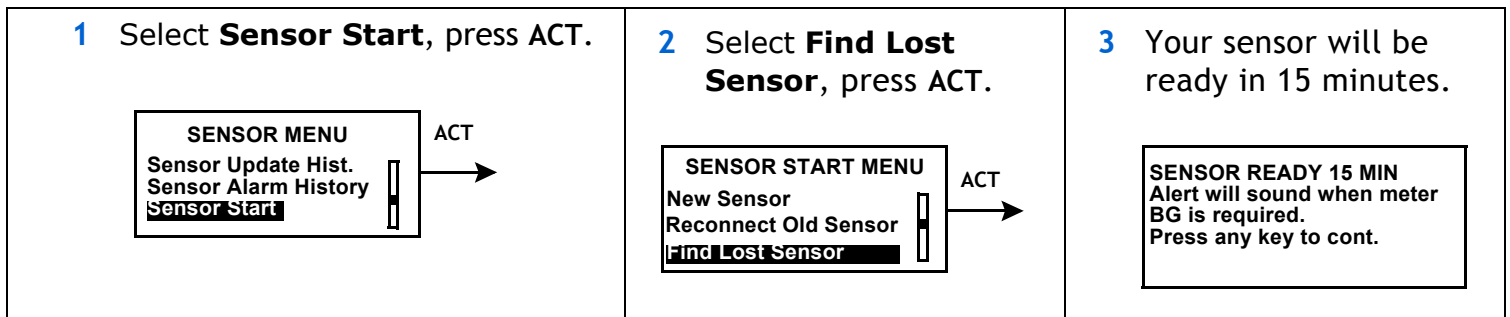 1 Select Sensor Start, press ACT.
SENSOR MENU
Sensor Update Hist.
Sensor Alarm History
Sensor Start
ACT
2 Select Find Lost
Sensor, press ACT.
SENSOR START MENU
New Sensor
Reconnect Old Sensor
Find Lost Sensor
ACT
3 Your sensor will be
ready in 15 minutes.
SENSOR READY 15 MIN
Alert will sound when meter
BG is required.
Press any key to cont.